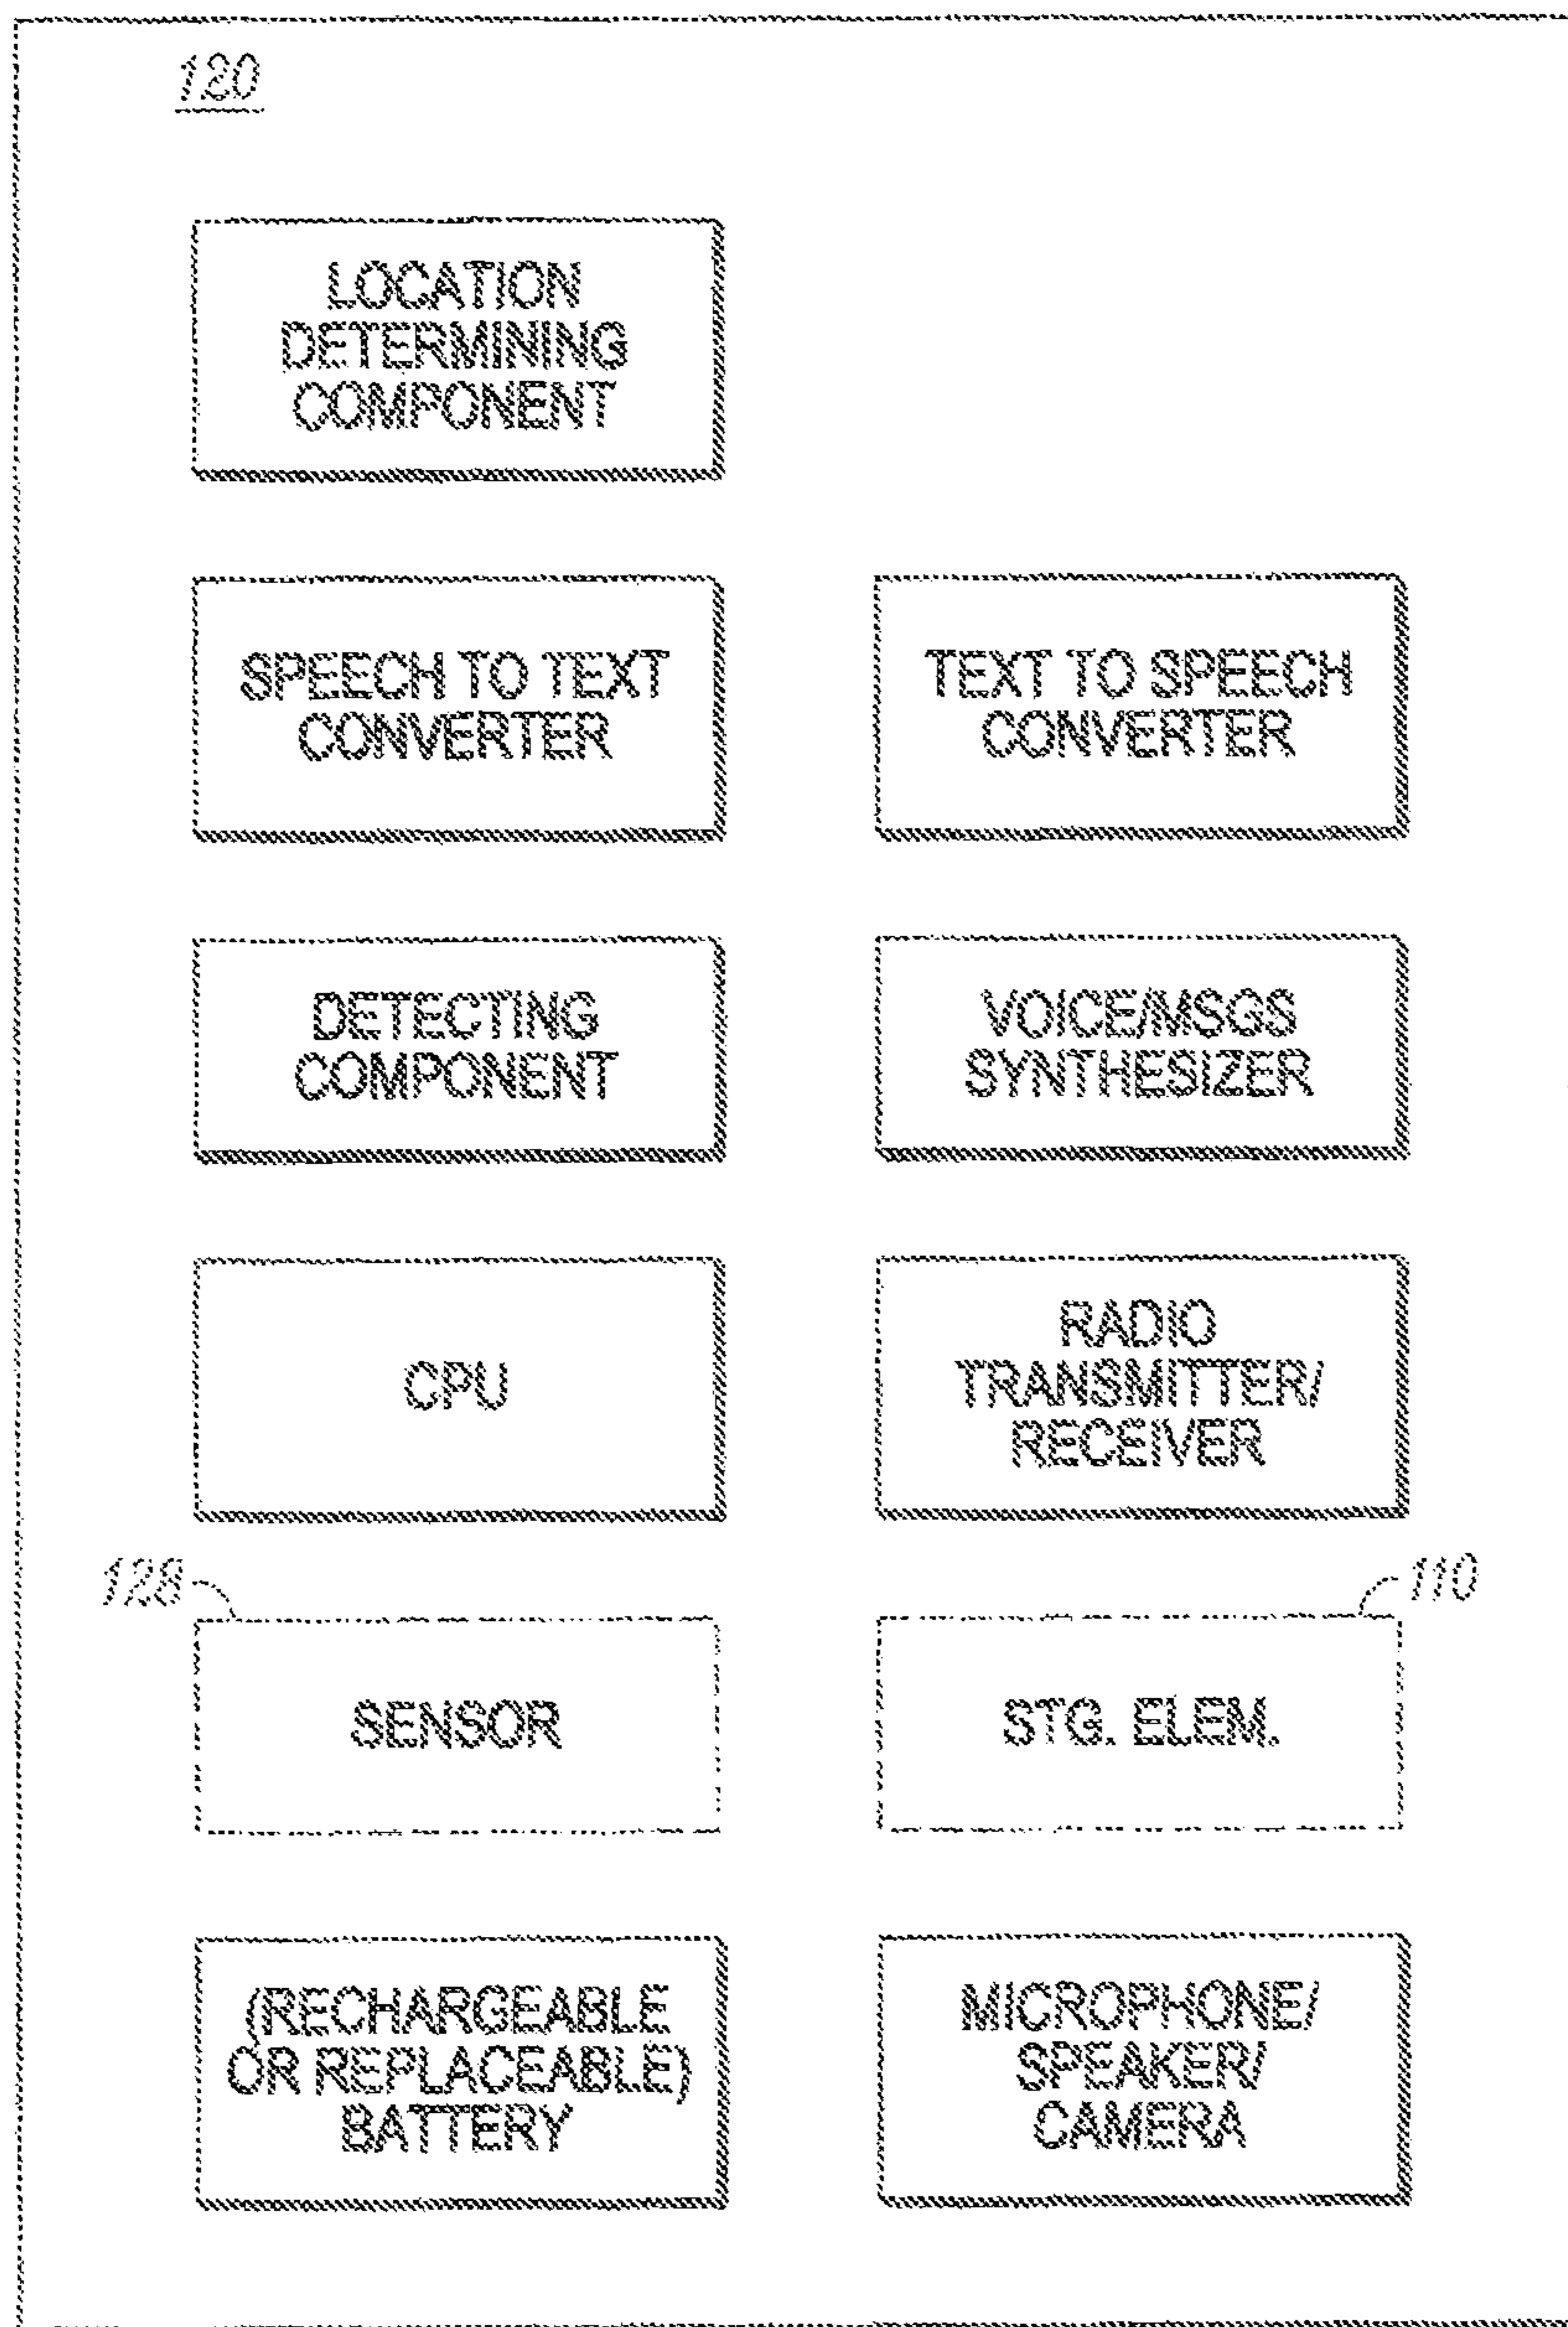 120
LOCATION
DETERMINING
COMPONENT
SPEECH TO TEXT
CONVERTER
TEXT TO SPEECH
CONVERTER
DETECTING
COMPONENT
VOICE/MSGS
SYNTHESIZER
CPU
RADIO
TRANSMITTER/
RECEIVER
128
SENSOR
110
STG. ELEM.
(RECHARGEABLE
OR REPLACEABLE)
BATTERY
MICROPHONE/
SPEAKER/
CAMERA